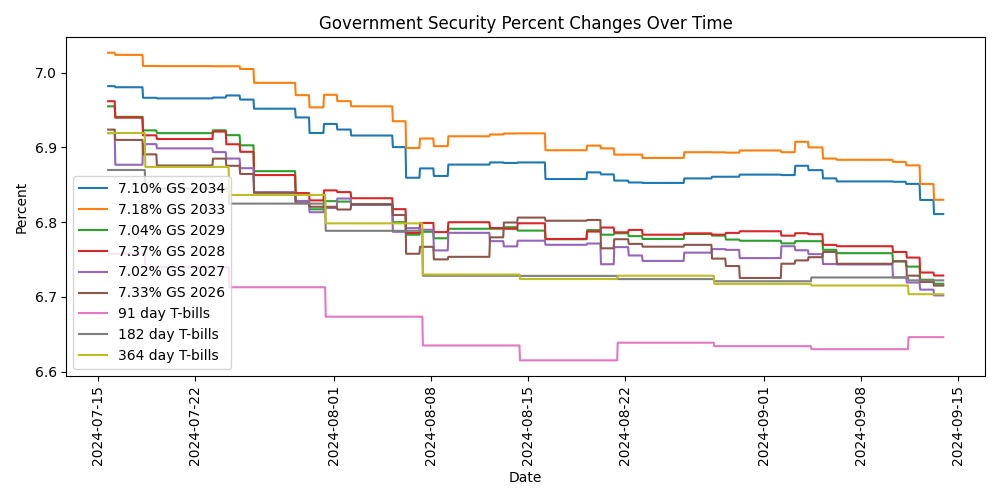 Government Security Percent Changes Over Time
Percent
7.0
6.9
6.8
6.7
6.6
7.10% GS 2034
7.18% GS 2033
7.04% GS 2029
7.37% GS 2028
7.02% GS 2027
7.33% GS 2026
91 day T-bills
182 day T-bills
364 day T-bills
2024-07-15
2024-07-22
2024-08-01
2024-08-08
2024-08-15
2024-08-22
2024-09-01
2024-09-08
2024-09-15
Date